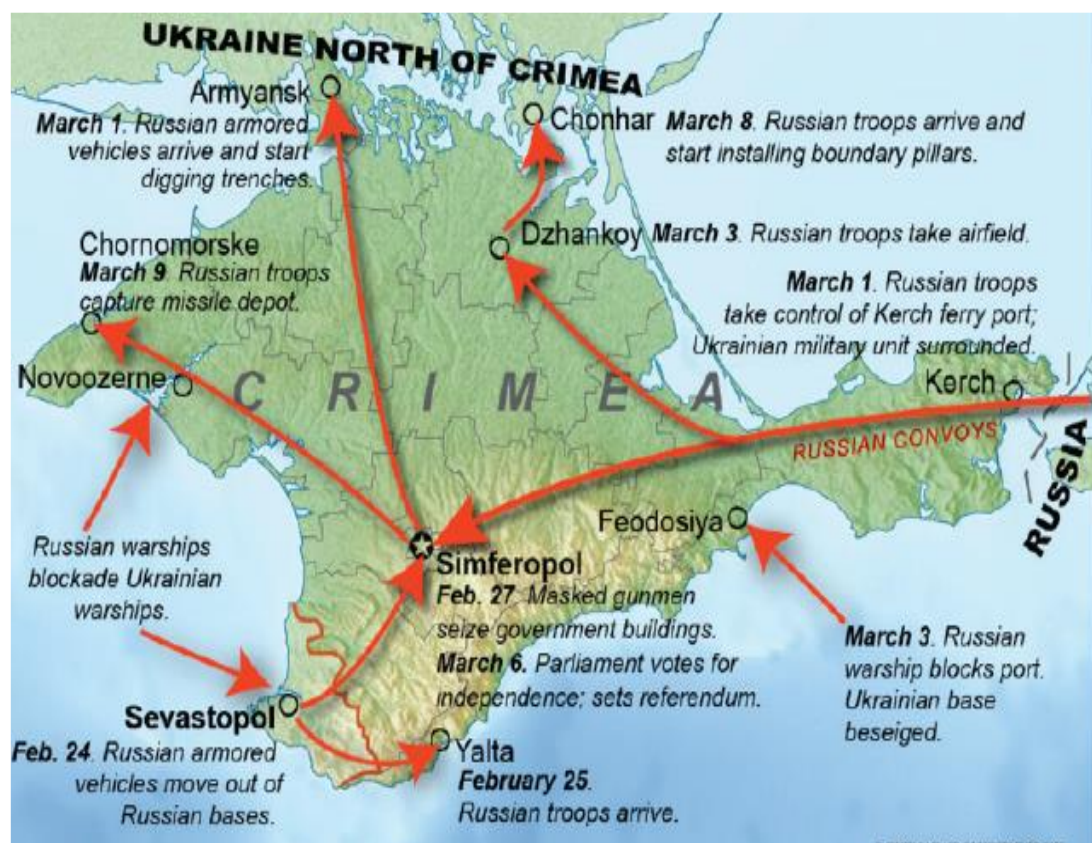 UKRAINE NORTH OF CRIMEA
Armyansk
March 1. Russian armored
vehicles arrive and start
digging trenches.
Chonhar
March 8. Russian troops arrive and
start installing boundary pillars.
Dzhankoy
March 3. Russian troops take airfield.
Chornomorske
March 9. Russian troops
capture missile depot.
March 1. Russian troops
take control of Kerch ferry port;
Ukrainian military unit surrounded.
Novoozerne
CRIMEA
Kerch
RUSSIAN CONVOYS
RUSSIA
Feodosiya
Russian warships
blockade Ukrainian
warships.
Simferopol
Feb. 27 Masked gunmen
seize government buildings.
March 6. Parliament votes for
independence; sets referendum.
March 3. Russian
warship blocks port.
Ukrainian base
beseiged.
Sevastopol
Feb. 24. Russian armored
vehicles move out of
Russian bases.
Yalta
February 25.
Russian troops arrive.